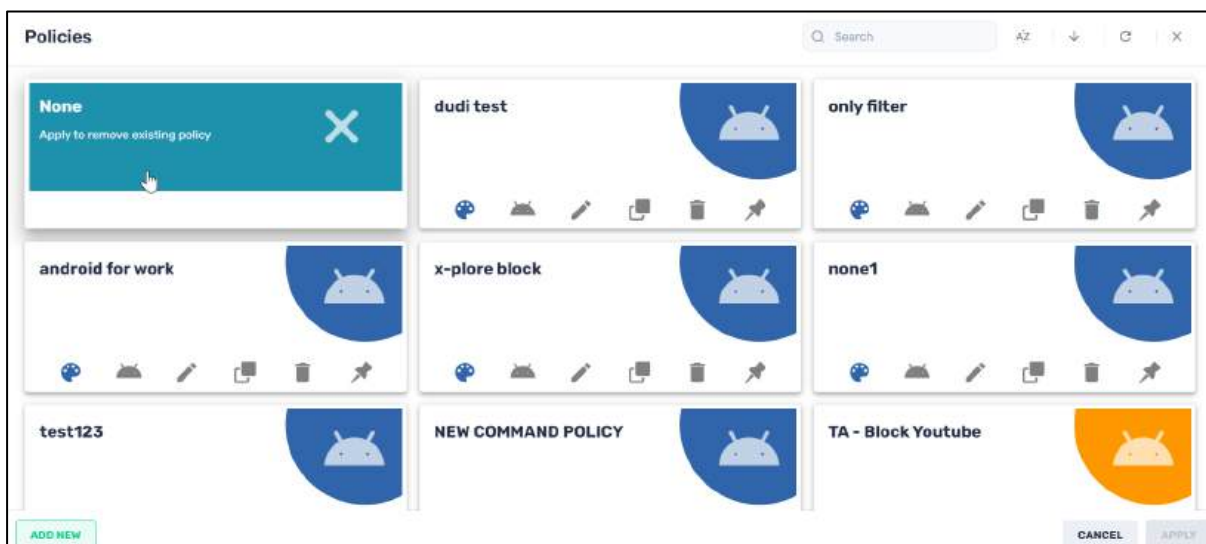 Policies
Search
AZ
None
Apply to remove existing policy
dudi test
only filter
android for work
x-plore block
none1
test123
NEW COMMAND POLICY
TA - Block Youtube
ADD NEW
CANCEL
APPLY